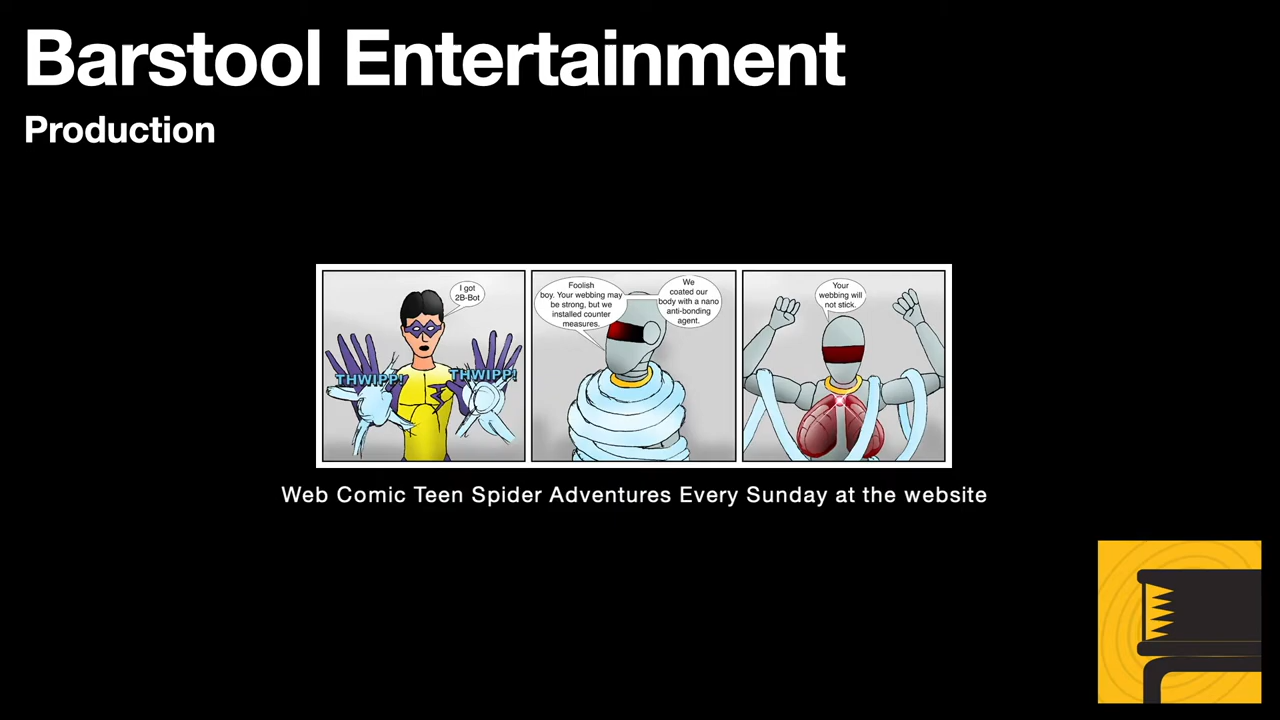 Barstool Entertainment
Production
I got
2B-Bot
THWIPP!
THWIPP!
Foolish
boy. Your webbing may
be strong, but we
installed counter
measures.
We
coated our
body with a nano
anti-bonding
agent.
Your
webbing will
not stick.
Web Comic Teen Spider Adventures Every Sunday at the website